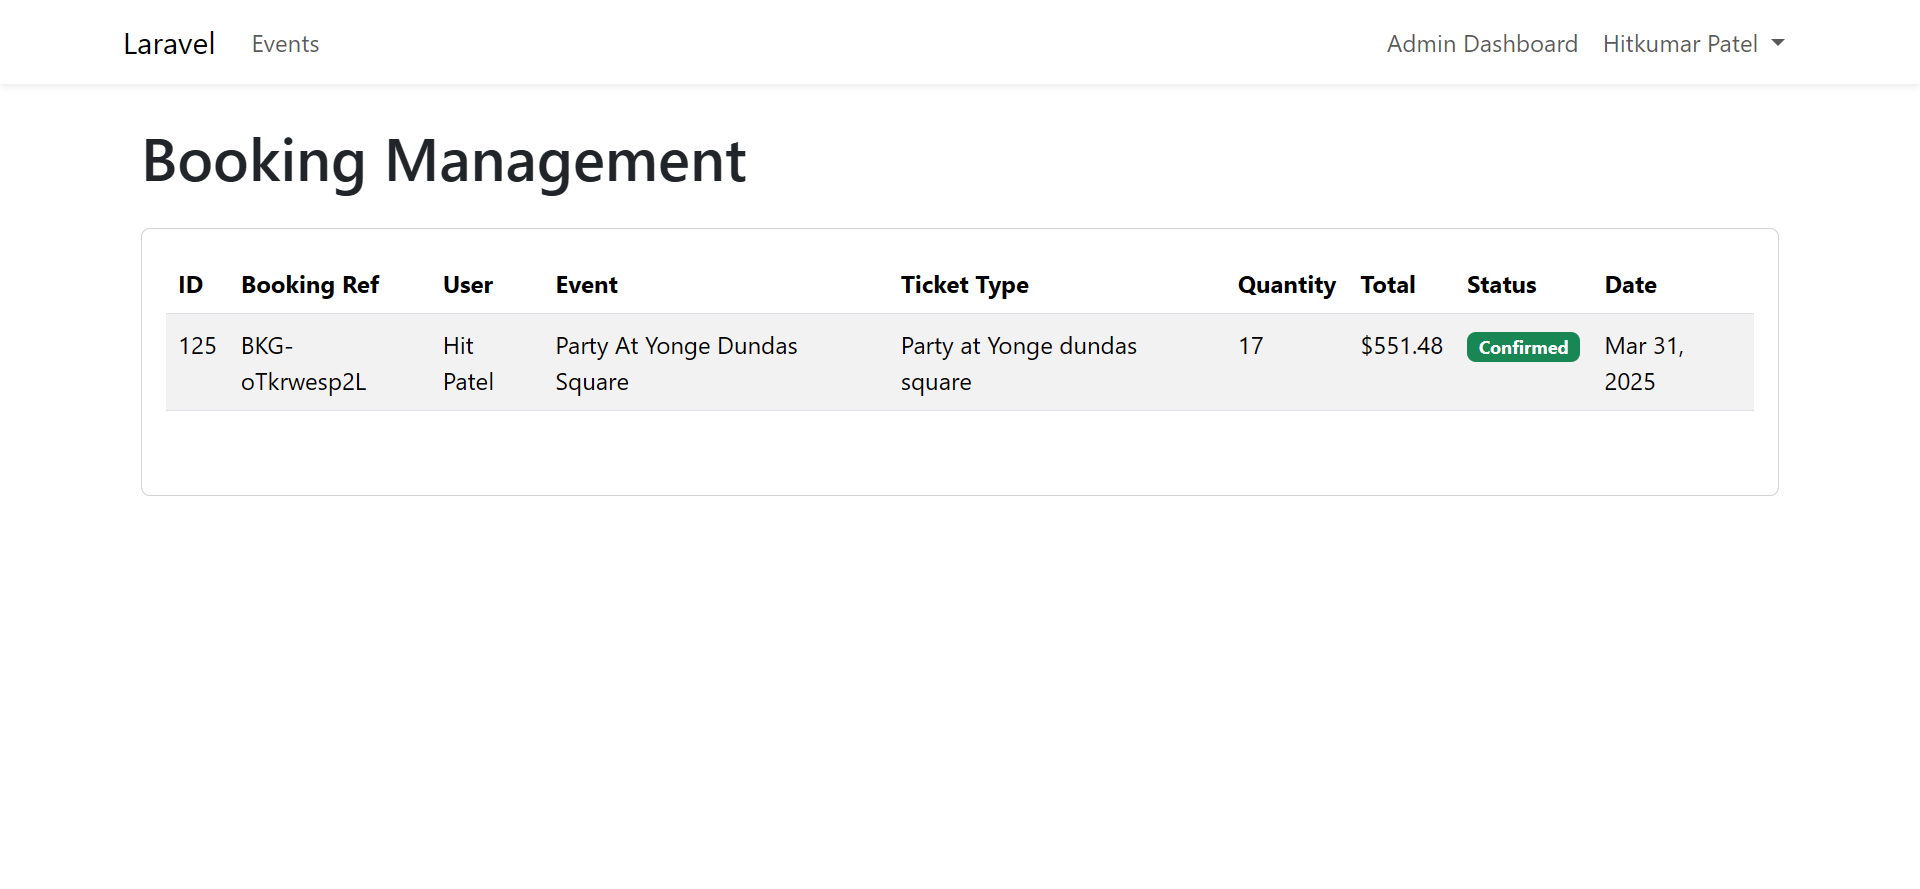 Laravel Events Admin Dashboard Hitkumar Patel
Booking Management
ID Booking Ref User Event Ticket Type Quantity Total Status Date
125 BKG- Hit Party At Yonge Dundas Party at Yonge dundas 17 $551.48 Confirmed Mar 31,
oTkrwesp2L Patel Square square 2025